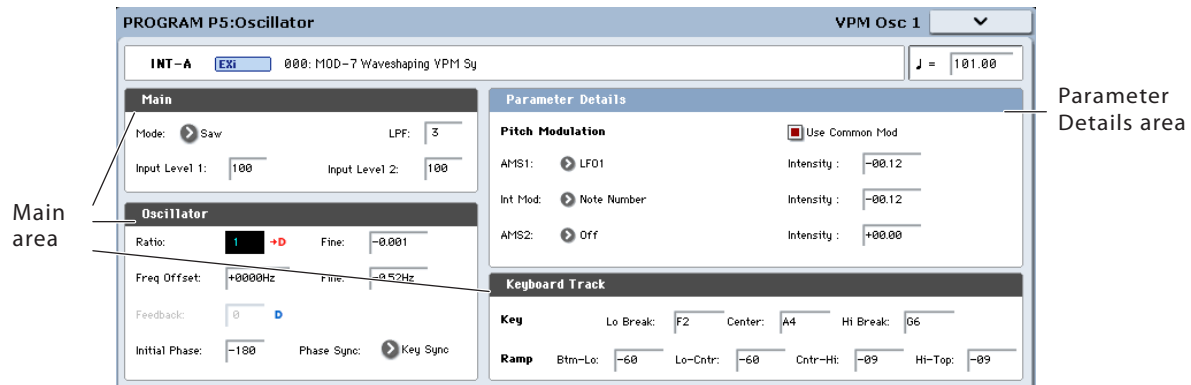 PROGRAM P5:Oscillator VPM Osc 1
INT-A EXi 000: MOD-7 Waveshaping VPM Sy ♩ = 101.00
Main
Mode: Saw LPF: 3
Input Level 1: 100 Input Level 2: 100
Oscillator
Ratio: 1 →D Fine: -0.001
Freq Offset: +0000Hz Fine: -0.52Hz
Feedback: 0 D
Initial Phase: -180 Phase Sync: Key Sync
Parameter Details
Pitch Modulation Use Common Mod
AMS1: LFO1 Intensity : -00.12
Int Mod: Note Number Intensity : -00.12
AMS2: Off Intensity : +00.00
Keyboard Track
Key Lo Break: F2 Center: A4 Hi Break: G6
Ramp Btm-Lo: -60 Lo-Cntr: -60 Cntr-Hi: -09 Hi-Top: -09
Main
area
Parameter
Details area